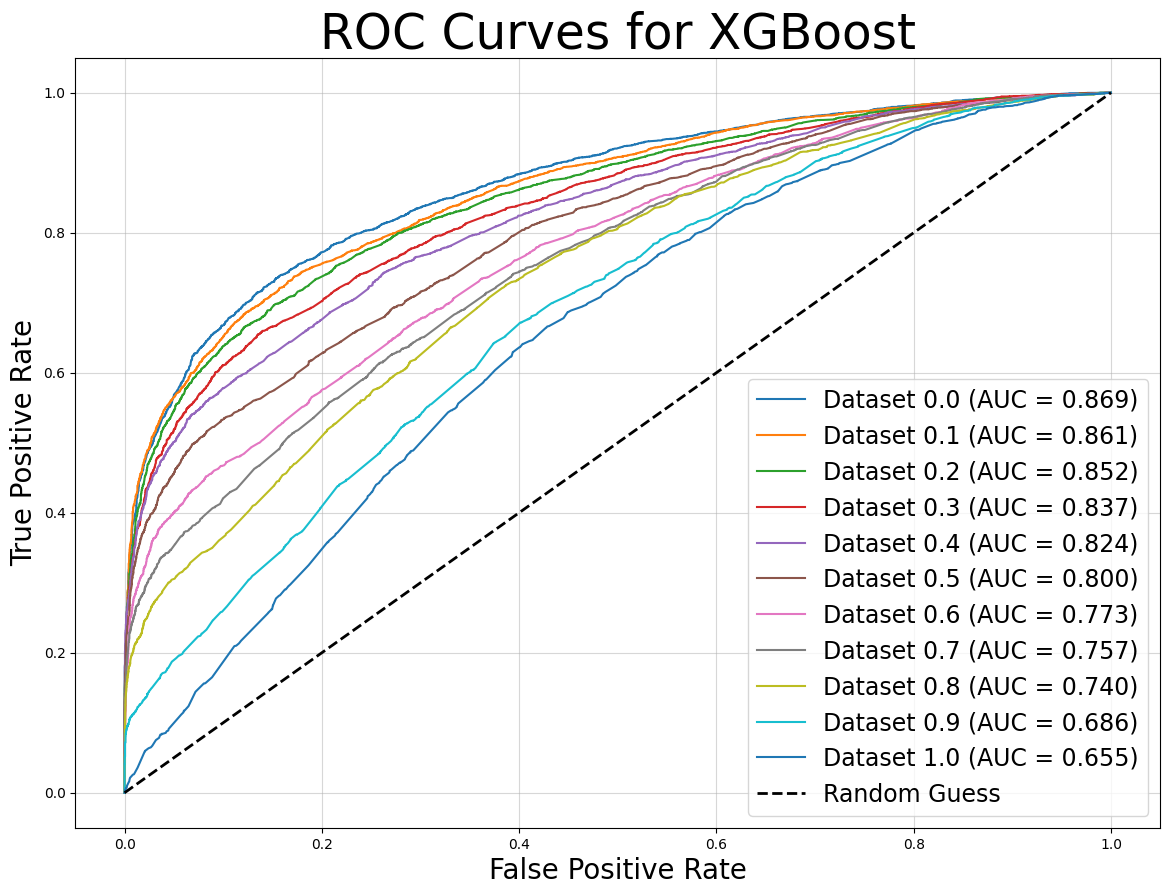 ROC Curves for XGBoost
True Positive Rate
1.0
0.8
0.6
0.4
0.2
0.0
Dataset 0.0 (AUC = 0.869)
Dataset 0.1 (AUC = 0.861)
Dataset 0.2 (AUC = 0.852)
Dataset 0.3 (AUC = 0.837)
Dataset 0.4 (AUC = 0.824)
Dataset 0.5 (AUC = 0.800)
Dataset 0.6 (AUC = 0.773)
Dataset 0.7 (AUC = 0.757)
Dataset 0.8 (AUC = 0.740)
Dataset 0.9 (AUC = 0.686)
Dataset 1.0 (AUC = 0.655)
Random Guess
0.0 0.2 0.4 0.6 0.8 1.0
False Positive Rate